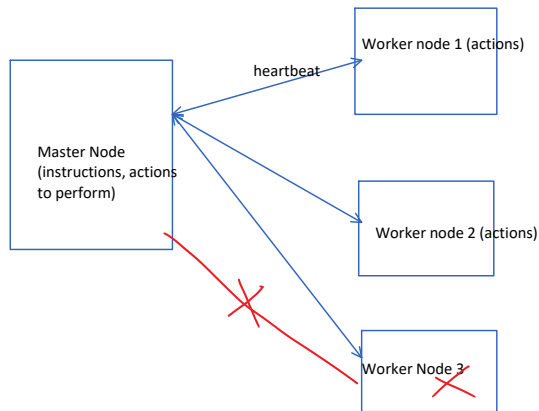 Worker node 1 (actions)
heartbeat
Master Node
(instructions, actions
to perform)
Worker node 2 (actions)
Worker Node 3